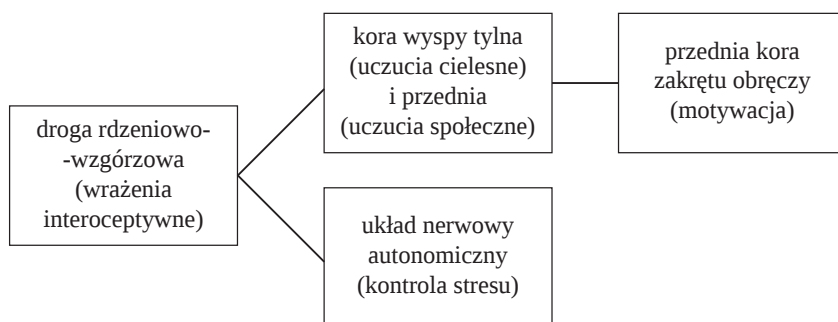 droga rdzeniowo-
-wzgórzowa
(wrażenia
interoceptywne)
kora wyspy tylna
(uczucia cielesne)
i przednia
(uczucia społeczne)
przednia kora
zakrętu obręczy
(motywacja)
układ nerwowy
autonomiczny
(kontrola stresu)